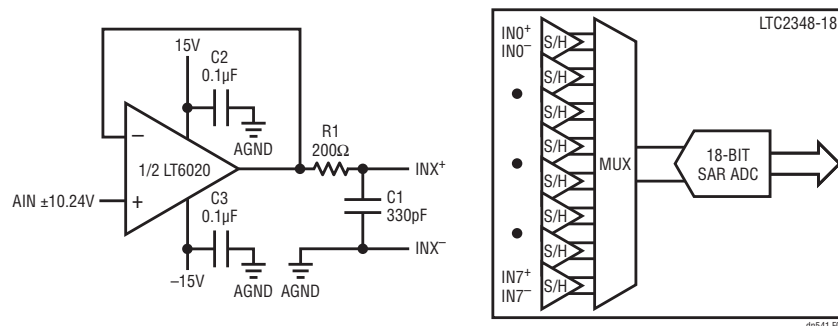 15V
C2
0.1µF
AGND
R1
200Ω
INX+
−
1/2 LT6020
AIN ±10.24V
+
C3
0.1µF
C1
330pF
INX−
AGND
AGND
–15V
LTC2348-18
IN0+
IN0−
S/H
S/H
S/H
S/H
S/H
S/H
S/H
S/H
MUX
18-BIT
SAR ADC
IN7+
IN7−